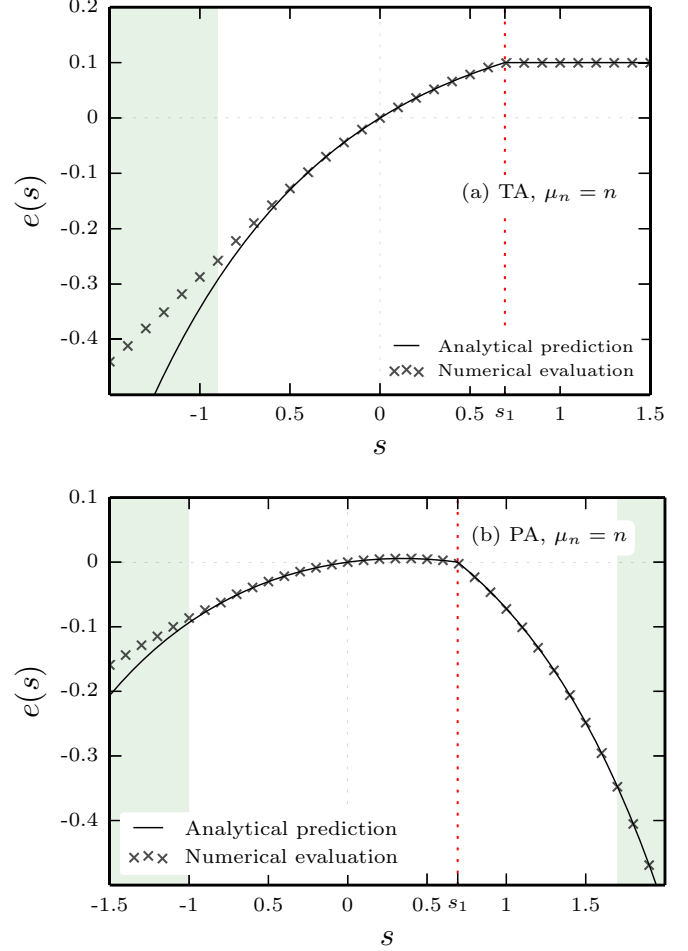 0.2
0.1
0
-0.1
-0.2
-0.3
-0.4
e(s)
(a) TA, μₙ = n
Analytical prediction
Numerical evaluation
-1 0.5 0 0.5 s₁ 1 1.5
s
0.1
0
-0.1
-0.2
-0.3
-0.4
e(s)
(b) PA, μₙ = n
Analytical prediction
Numerical evaluation
-1.5 -1 0.5 0 0.5 s₁ 1 1.5
s